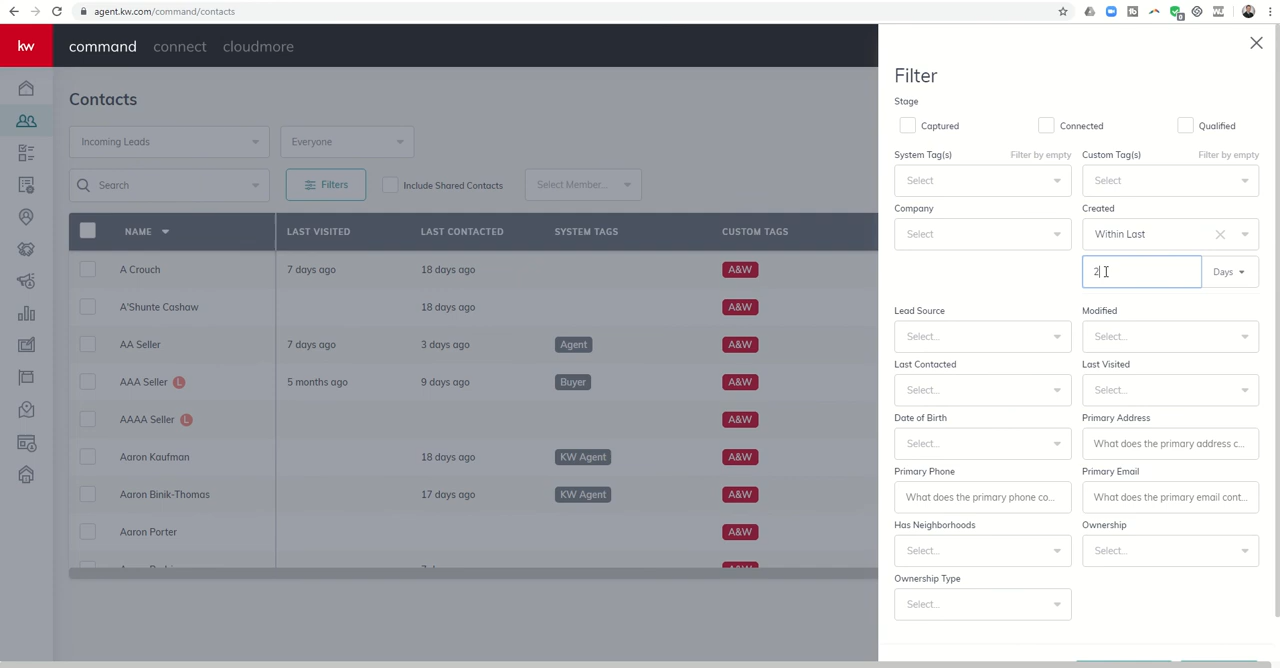 agent.kw.com/command/contacts
kw
command
connect
cloudmore
Contacts
Incoming Leads
Everyone
Search
Filters
Include Shared Contacts
Select Member...
NAME
LAST VISITED
LAST CONTACTED
SYSTEM TAGS
CUSTOM TAGS
A Crouch
7 days ago
18 days ago
A&W
A'Shunte Cashaw
18 days ago
A&W
AA Seller
7 days ago
3 days ago
Agent
A&W
AAA Seller
L
5 months ago
9 days ago
Buyer
A&W
AAAA Seller
L
A&W
Aaron Kaufman
18 days ago
KW Agent
A&W
Aaron Binik-Thomas
17 days ago
KW Agent
A&W
Aaron Porter
A&W
Filter
Stage
Captured
Connected
Qualified
System Tag(s)
Filter by empty
Custom Tag(s)
Filter by empty
Select
Select
Company
Created
Select
Within Last
2
Days
Lead Source
Modified
Select...
Select...
Last Contacted
Last Visited
Select...
Select...
Date of Birth
Primary Address
Select...
What does the primary address c...
Primary Phone
Primary Email
What does the primary phone co...
What does the primary email cont...
Has Neighborhoods
Ownership
Select...
Select...
Ownership Type
Select...